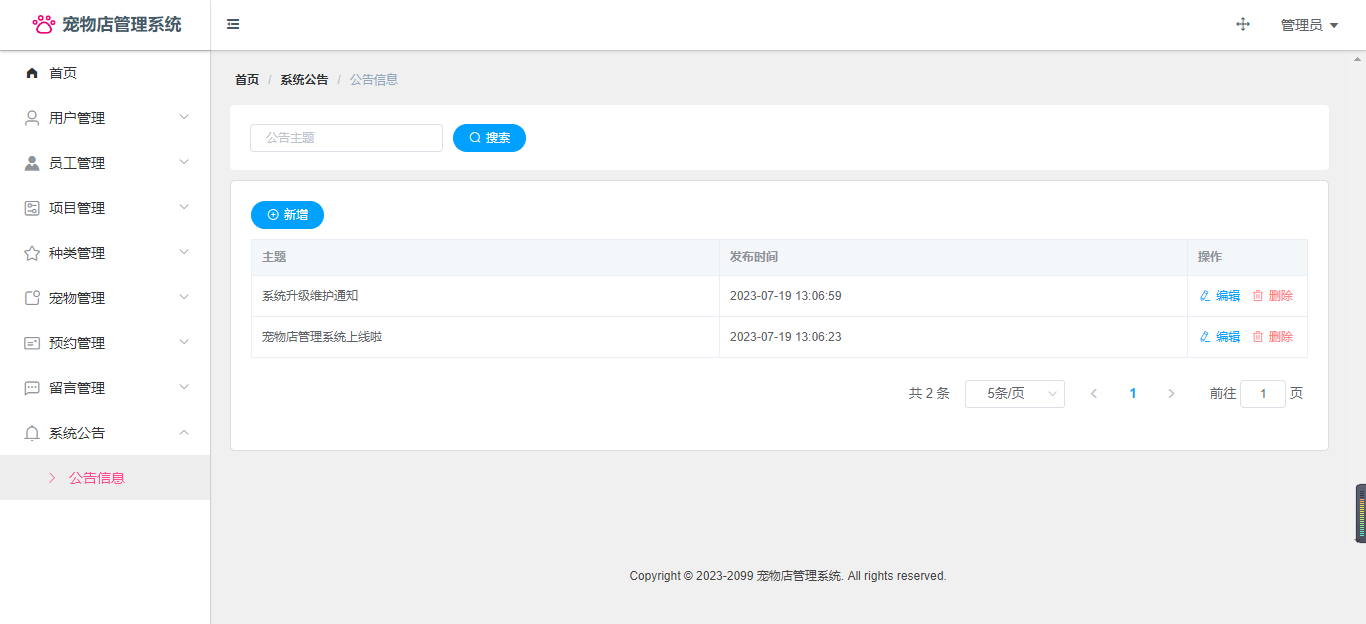 宠物店管理系统
管理员
首页
用户管理
员工管理
项目管理
种类管理
宠物管理
预约管理
留言管理
系统公告
公告信息
首页 / 系统公告 / 公告信息
公告主题 搜索
新增
主题 发布时间 操作
系统升级维护通知 2023-07-19 13:06:59 编辑 删除
宠物店管理系统上线啦 2023-07-19 13:06:23 编辑 删除
共 2 条 5条/页 1 前往 1 页
Copyright © 2023-2099 宠物店管理系统. All rights reserved.